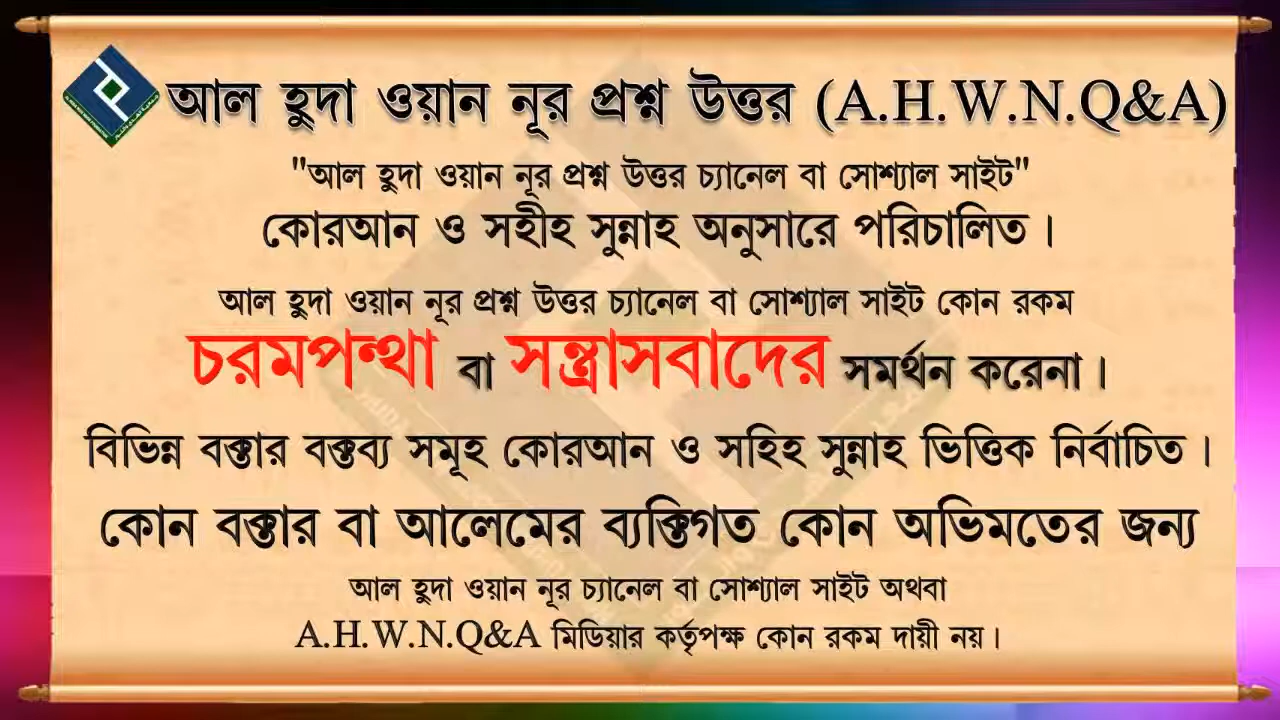 আল হুদা ওয়ান নূর প্রশ্ন উত্তর (A.H.W.N.Q&A)
"আল হুদা ওয়ান নূর প্রশ্ন উত্তর চ্যানেল বা সোশ্যাল সাইট"
কোরআন ও সহীহ সুন্নাহ অনুসারে পরিচালিত।
আল হুদা ওয়ান নূর প্রশ্ন উত্তর চ্যানেল বা সোশ্যাল সাইট কোন রকম
চরমপন্থা বা সন্ত্রাসবাদের সমর্থন করেনা।
বিভিন্ন বক্তার বক্তব্য সমূহ কোরআন ও সহিহ সুন্নাহ ভিত্তিক নির্বাচিত।
কোন বক্তার বা আলেমের ব্যক্তিগত কোন অভিমতের জন্য
আল হুদা ওয়ান নূর চ্যানেল বা সোশ্যাল সাইট অথবা
A.H.W.N.Q&A মিডিয়ার কর্তৃপক্ষ কোন রকম দায়ী নয়।